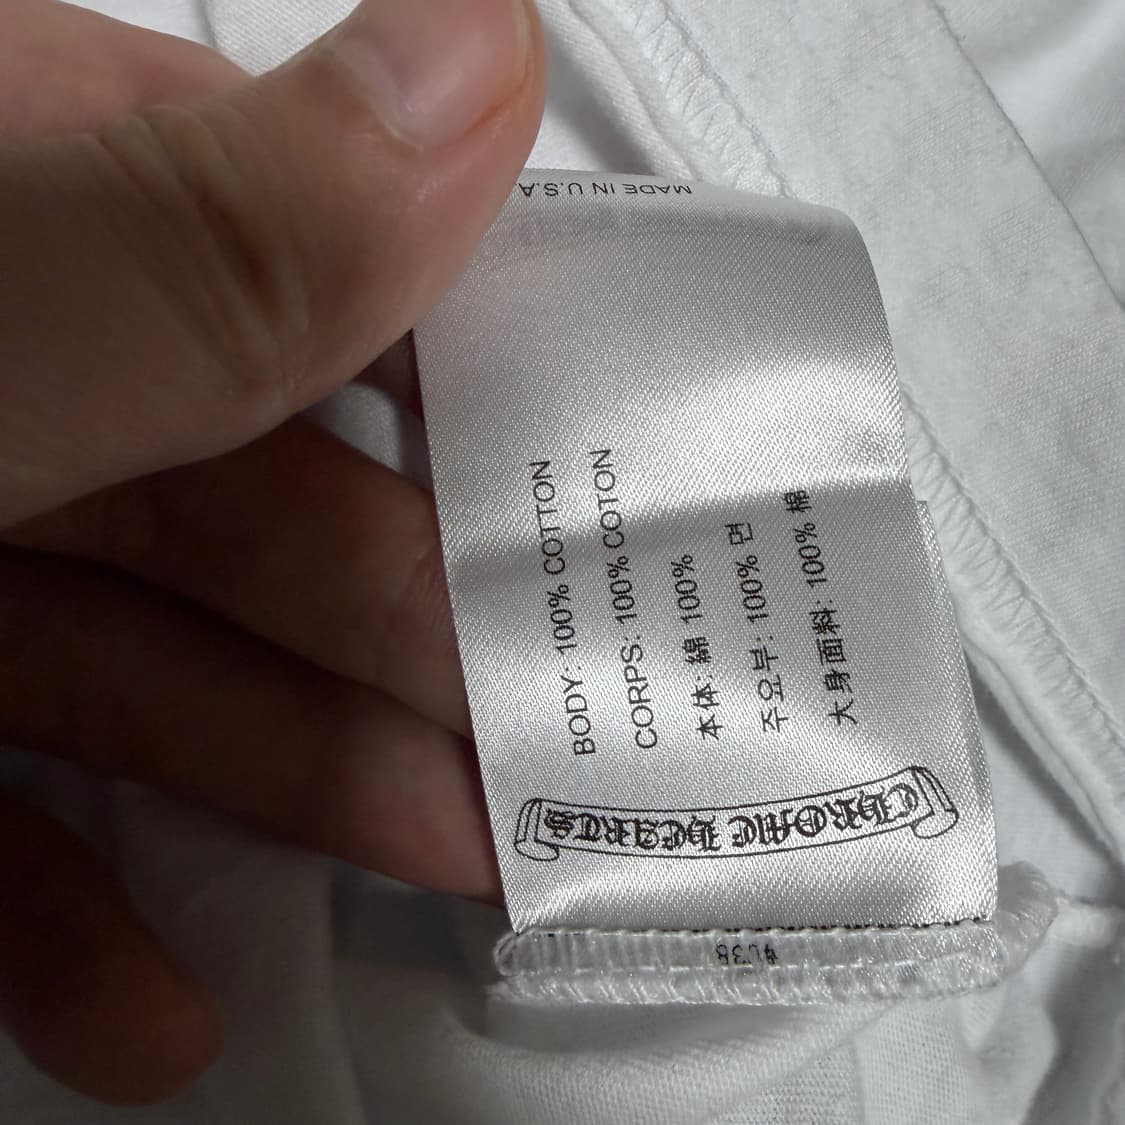 MADE IN U.S.A.
BODY: 100% COTTON
CORPS: 100% COTON
本体: 綿 100%
주요부: 100% 면
大身面料: 100% 棉
CHROME HEARTS